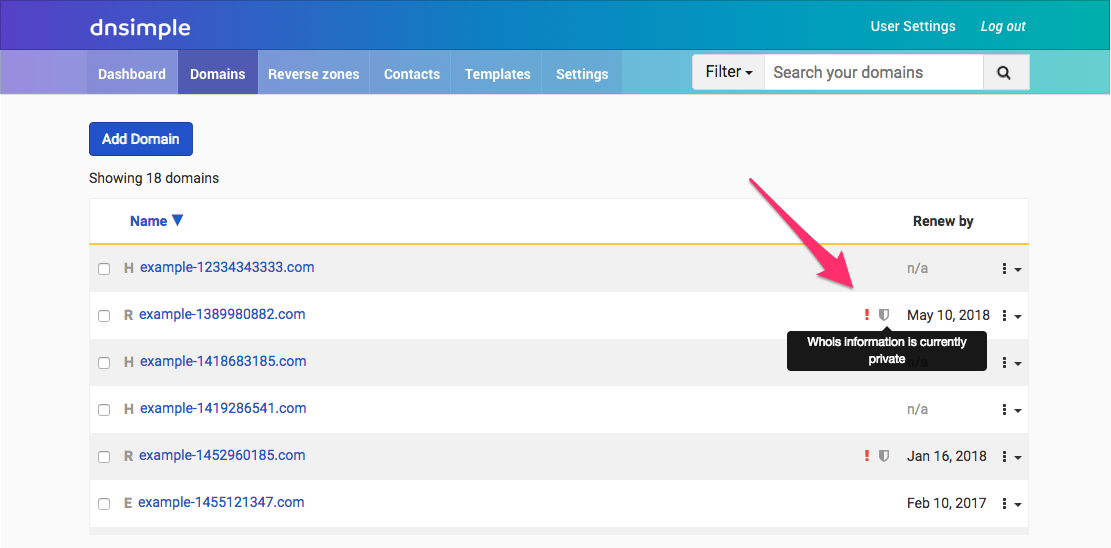 dnsimple
User Settings
Log out
Dashboard
Domains
Reverse zones
Contacts
Templates
Settings
Filter
Search your domains
Add Domain
Showing 18 domains
Name
Renew by
H example-12334343333.com n/a
R example-1389980882.com ! May 10, 2018
Whois information is currently
private
H example-1418683185.com n/a
H example-1419286541.com n/a
R example-1452960185.com ! Jan 16, 2018
E example-1455121347.com Feb 10, 2017